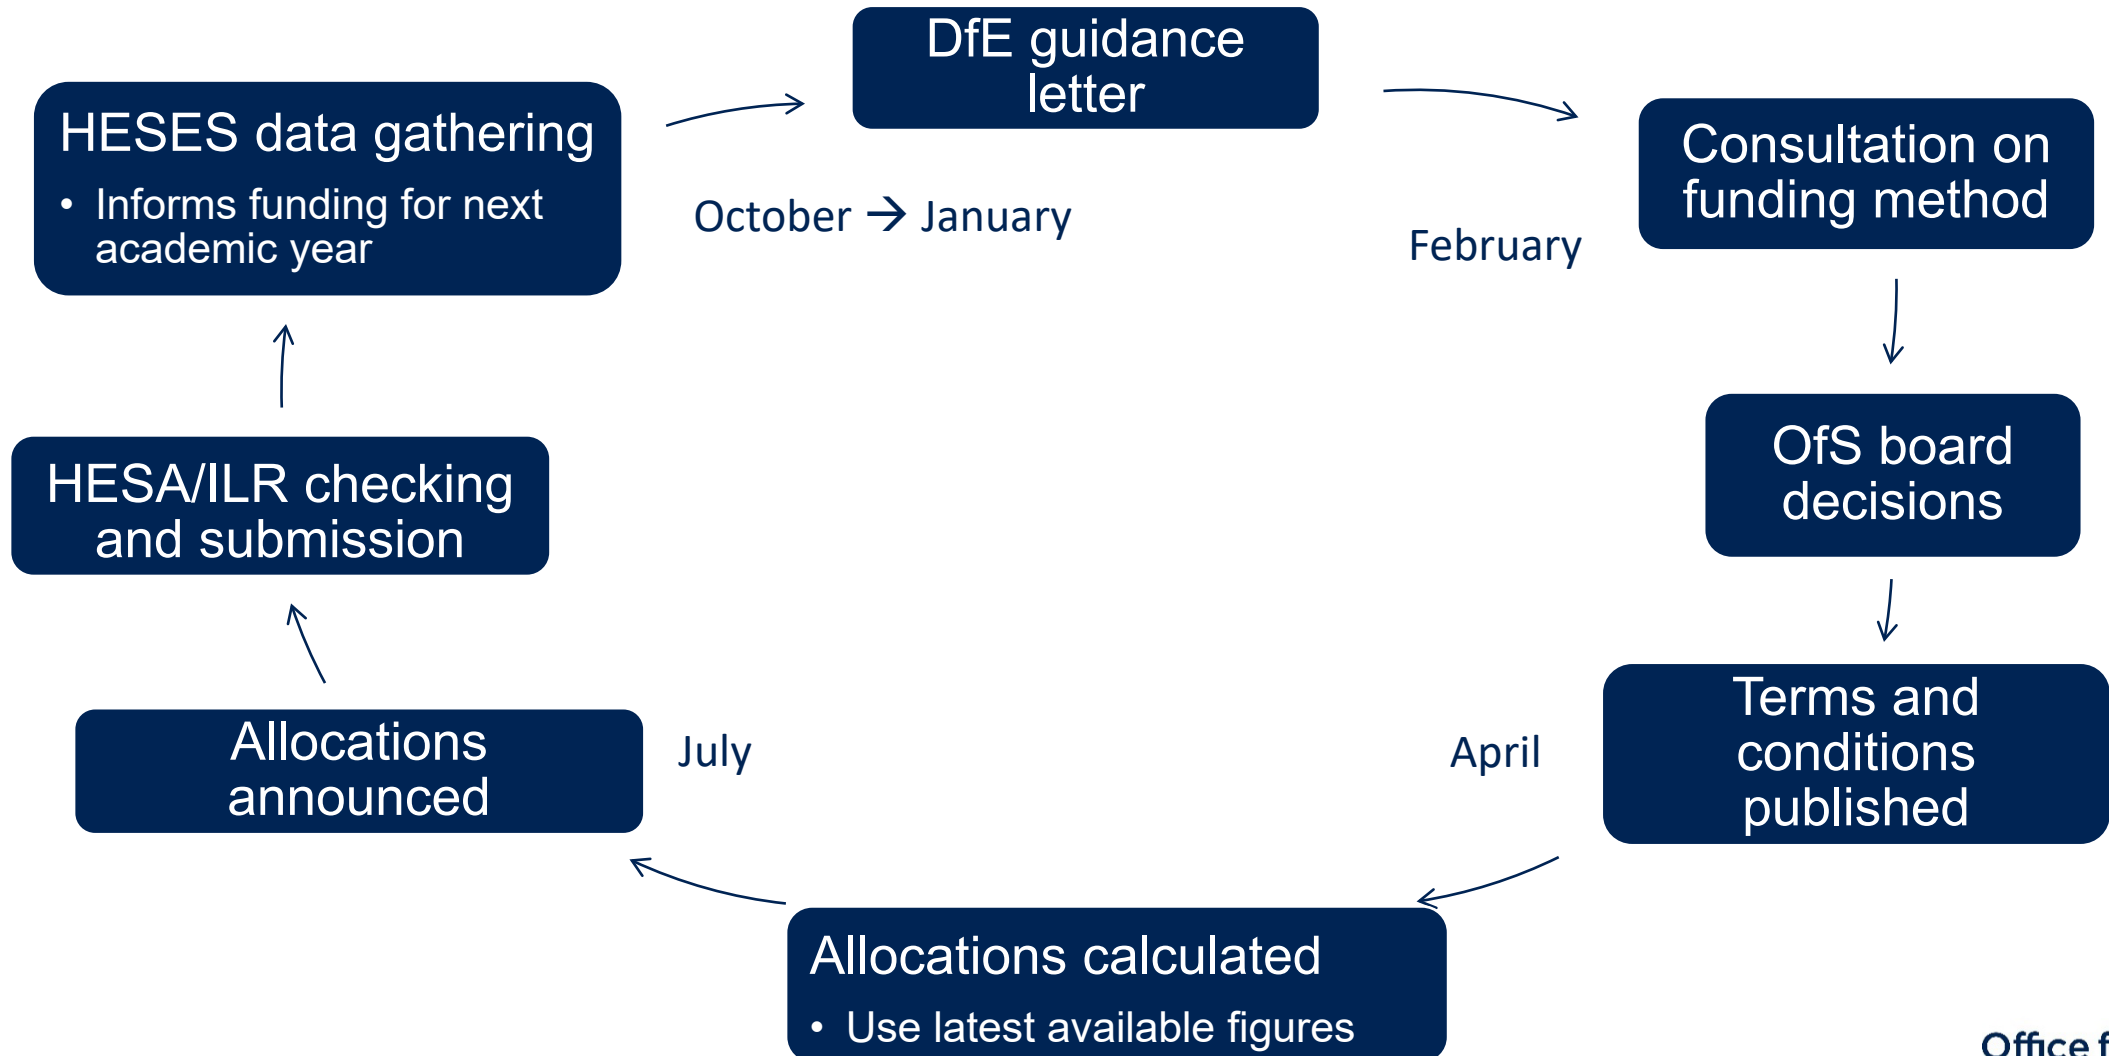 DfE guidance
letter
HESES data gathering
• Informs funding for next
academic year
October → January
February
Consultation on
funding method
OfS board
decisions
HESA/ILR checking
and submission
Terms and
conditions
published
Allocations
announced
July
April
Allocations calculated
• Use latest available figures
Office f